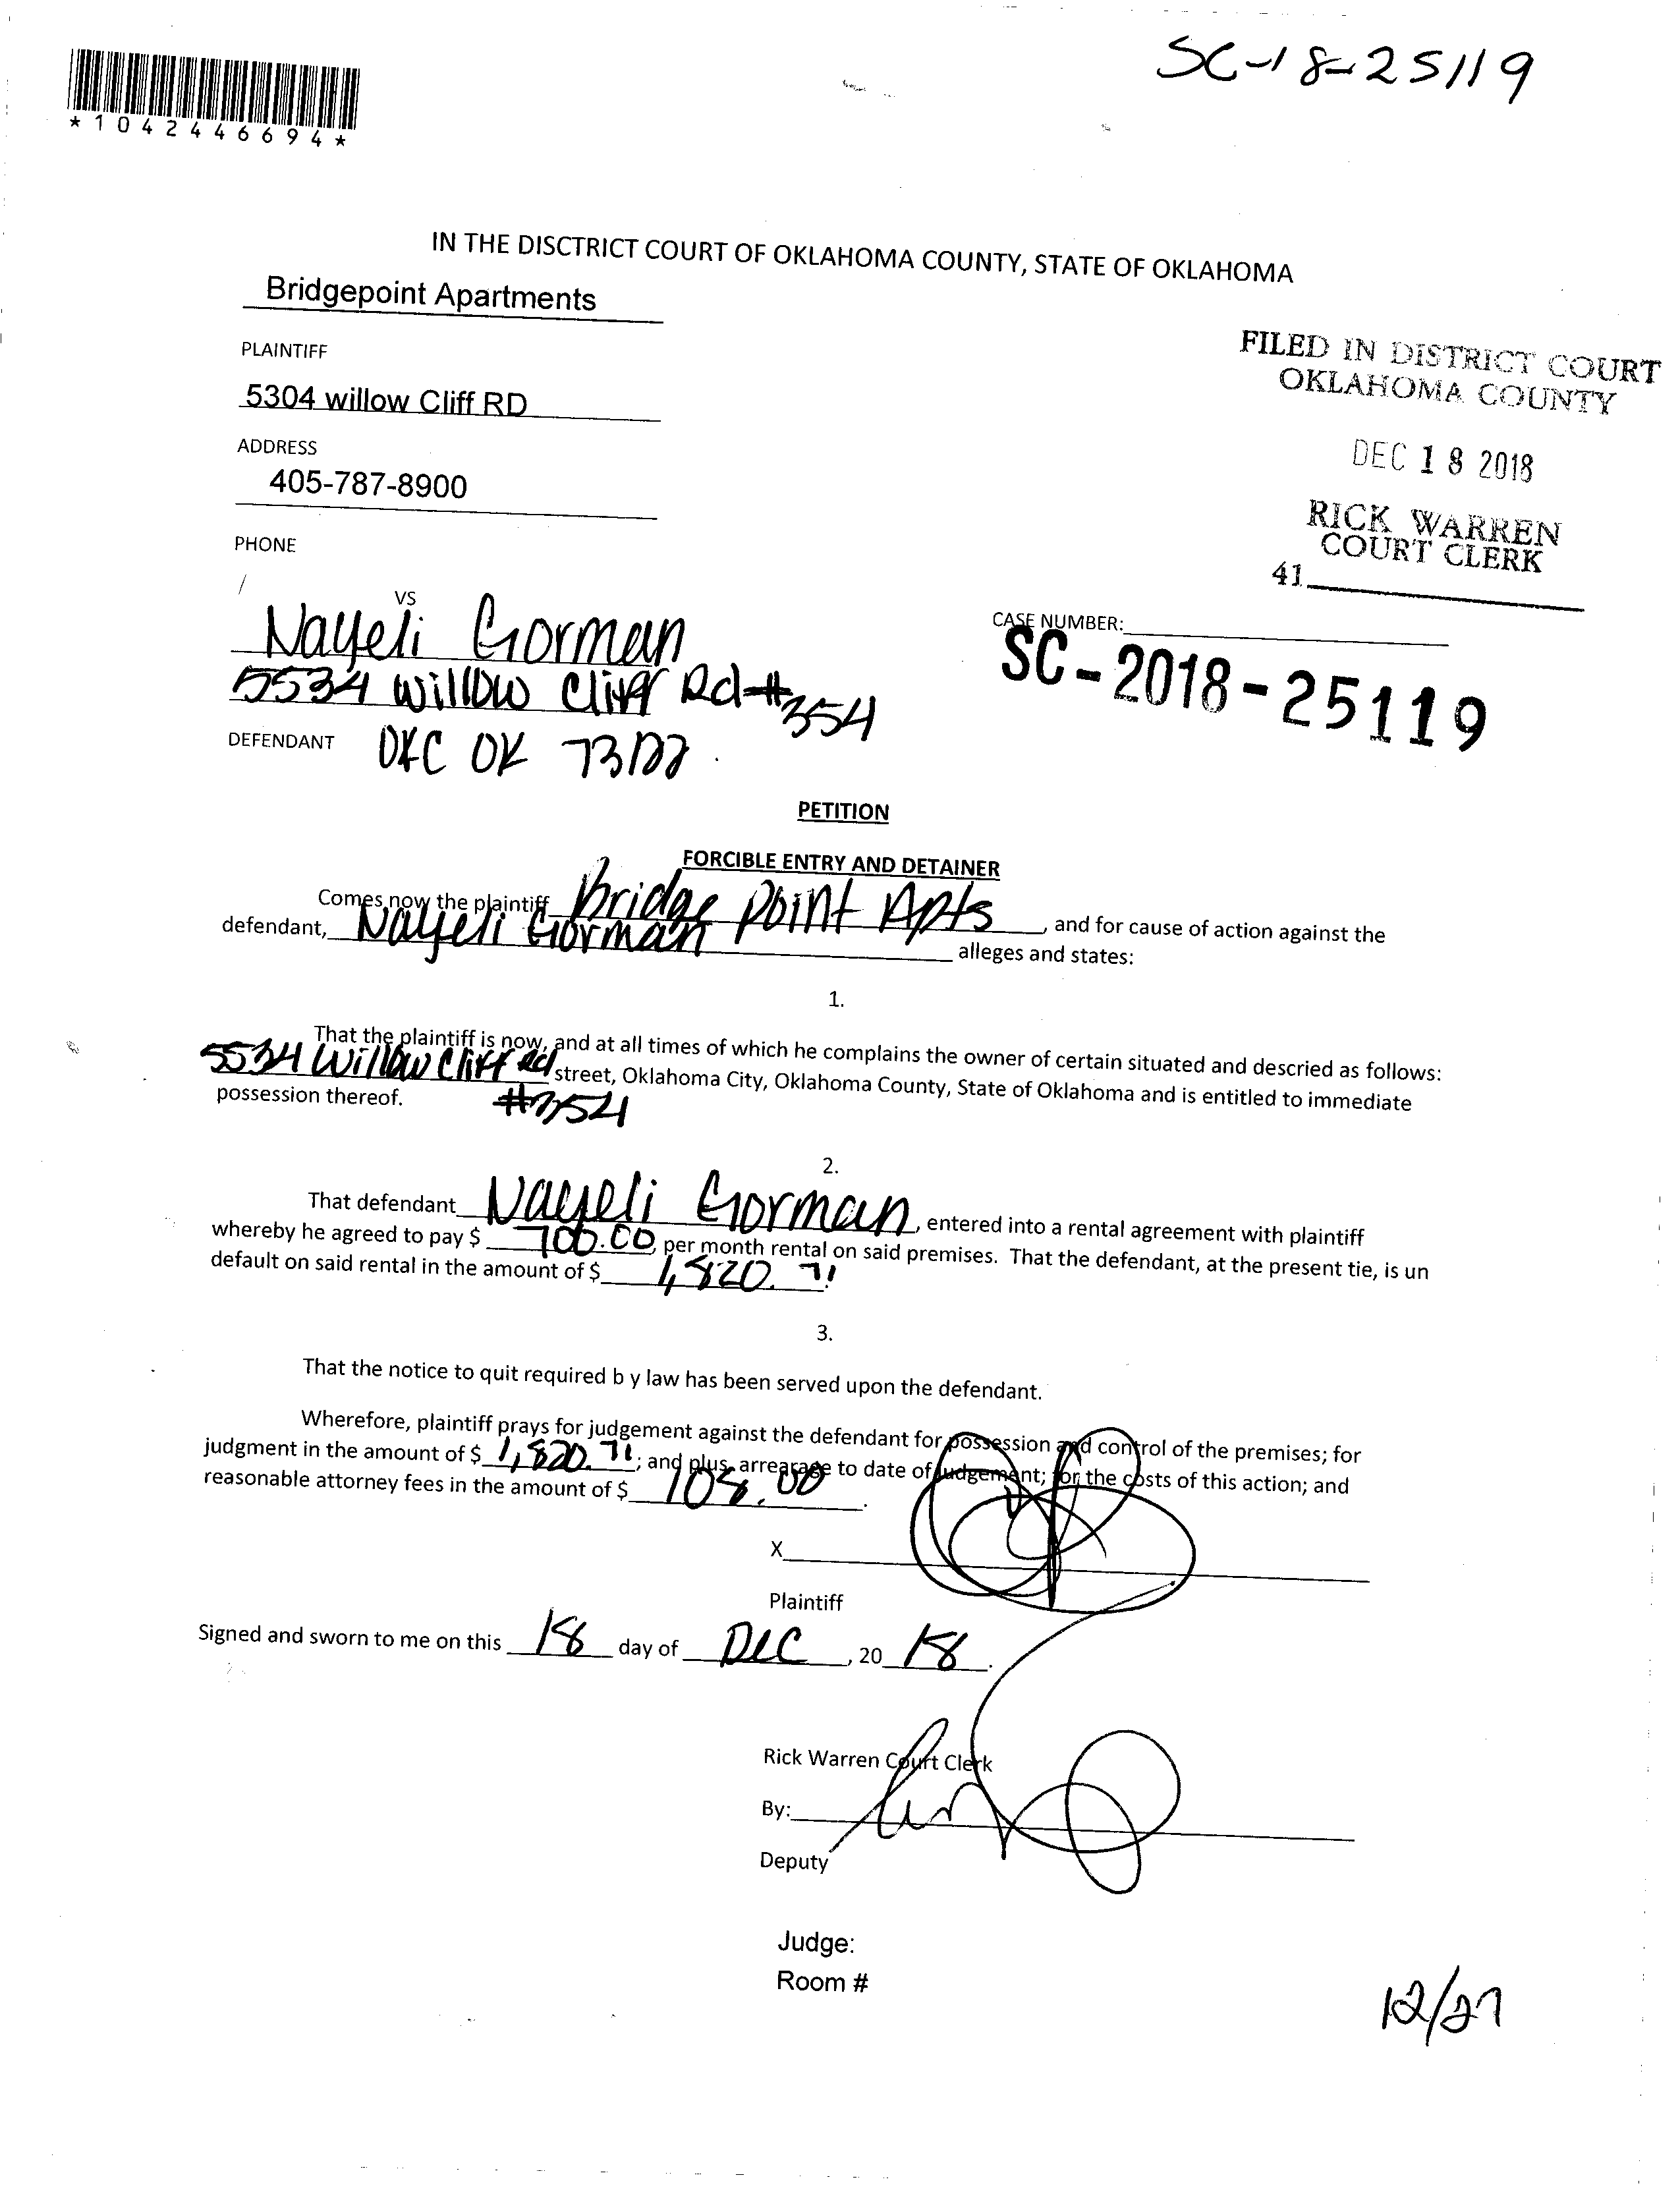 SC-18-25119
*1042446694*
IN THE DISCTRICT COURT OF OKLAHOMA COUNTY, STATE OF OKLAHOMA
Bridgepoint Apartments
PLAINTIFF
5304 willow Cliff RD
ADDRESS
405-787-8900
PHONE
FILED IN DISTRICT COURT
OKLAHOMA COUNTY
DEC 18 2018
RICK WARREN
COURT CLERK
41
VS
Nayeli Gorman
5534 Willow Cliff Rd #354
DEFENDANT OKC OK 73122
CASE NUMBER:
SC-2018-25119
PETITION
FORCIBLE ENTRY AND DETAINER
Comes now the plaintiff Bridge Point Apts, and for cause of action against the
defendant, Nayeli Gorman alleges and states:
1.
That the plaintiff is now, and at all times of which he complains the owner of certain situated and descried as follows:
5534 Willow Cliff Rd street, Oklahoma City, Oklahoma County, State of Oklahoma and is entitled to immediate
possession thereof. #354
2.
That defendant Nayeli Gorman, entered into a rental agreement with plaintiff
whereby he agreed to pay $ 700.00, per month rental on said premises. That the defendant, at the present tie, is un
default on said rental in the amount of $ 1,820.71
3.
That the notice to quit required b y law has been served upon the defendant.
Wherefore, plaintiff prays for judgement against the defendant for possession and control of the premises; for
judgment in the amount of $ 1,820.71; and plus, arrearage to date of judgement; for the costs of this action; and
reasonable attorney fees in the amount of $ 108.00.
X
Plaintiff
Signed and sworn to me on this 18 day of DEC, 20 18.
Rick Warren Court Clerk
By:
Deputy
Judge:
Room #
12/27